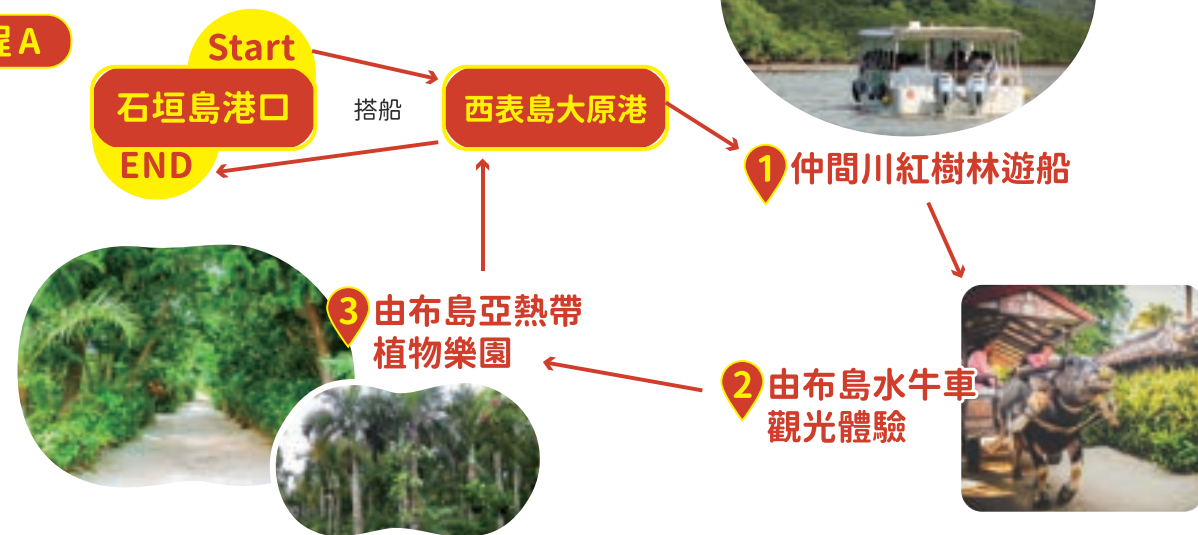 程 A
Start
石垣島港口
搭船
西表島大原港
END
1 仲間川紅樹林遊船
3 由布島亞熱帶
植物樂園
2 由布島水牛車
觀光體驗